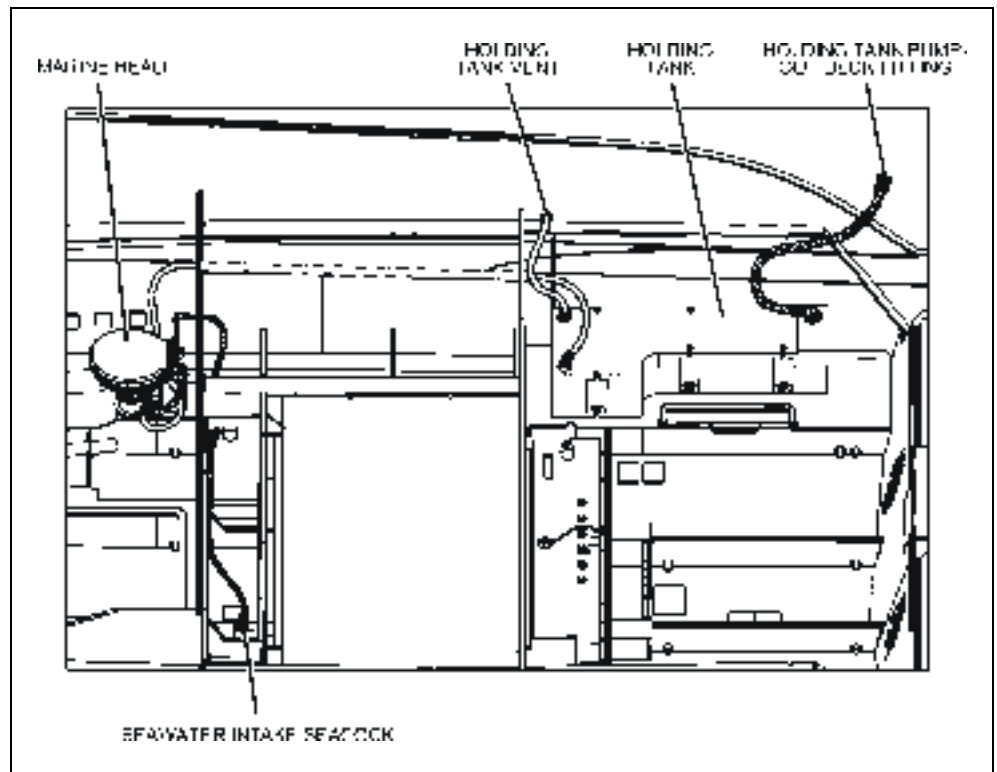 MARINE HEAD
HOLDING
TANK VENT
HOLDING
TANK
HOLDING TANK PUMP-
OUT DECK FITTING
SEAWATER INTAKE SEACOCK